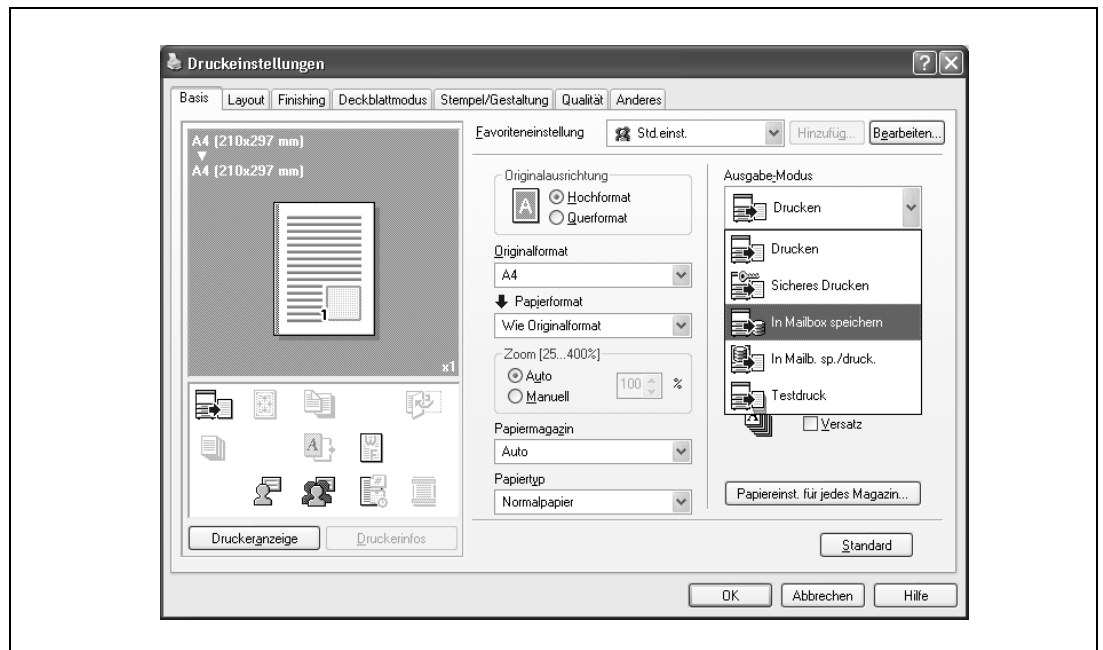 Druckeinstellungen
Basis Layout Finishing Deckblattmodus Stempel/Gestaltung Qualität Anderes
A4 (210x297 mm)
A4 (210x297 mm)
1
x1
Druckeranzeige Druckerinfos
Favoriteneinstellung Std.einst. Hinzufüg... Bearbeiten...
Originalausrichtung
A
Hochformat
Querformat
Originalformat
A4
Papierformat
Wie Originalformat
Zoom [25...400%]
Auto
Manuell
100 %
Papiermagazin
Auto
Papiertyp
Normalpapier
Ausgabe-Modus
Drucken
Drucken
Sicheres Drucken
In Mailbox speichern
In Mailb. sp./druck.
Testdruck
Versatz
Papiereinst. für jedes Magazin...
Standard
OK Abbrechen Hilfe